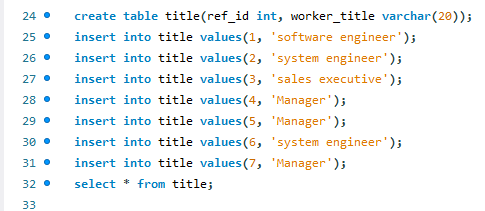 24 create table title(ref_id int, worker_title varchar(20));
25 insert into title values(1, 'software engineer');
26 insert into title values(2, 'system engineer');
27 insert into title values(3, 'sales executive');
28 insert into title values(4, 'Manager');
29 insert into title values(5, 'Manager');
30 insert into title values(6, 'system engineer');
31 insert into title values(7, 'Manager');
32 select * from title;
33